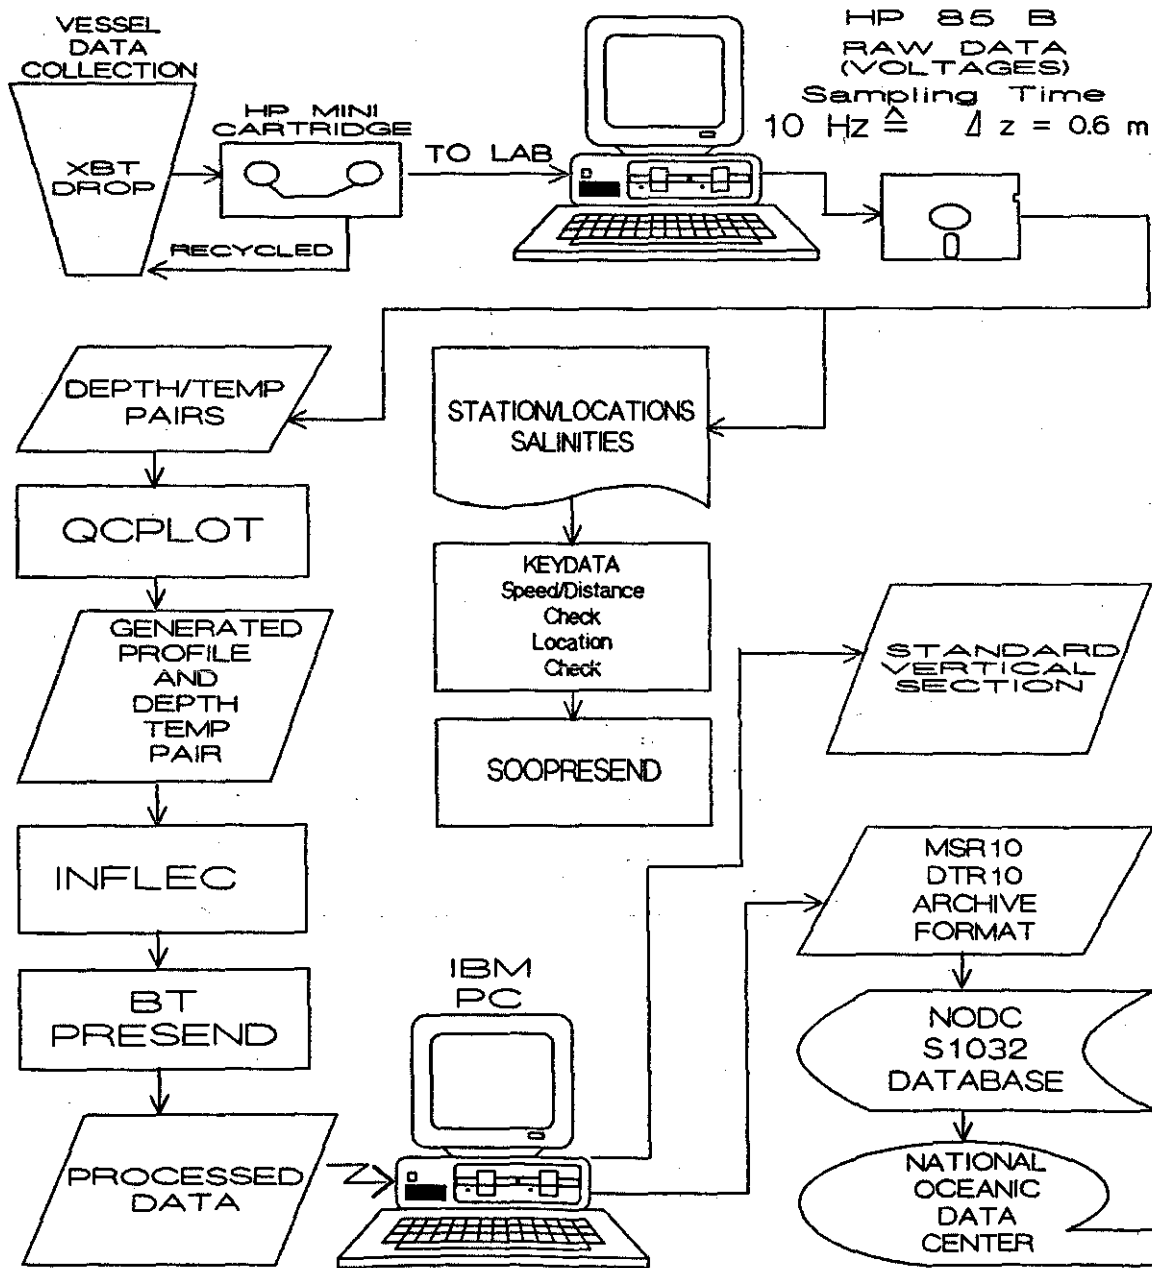 VESSEL
DATA
COLLECTION
XBT
DROP
HP MINI
CARTRIDGE
RECYCLED
TO LAB
HP 85 B
RAW DATA
(VOLTAGES)
Sampling Time
10 Hz ≙ Δ z = 0.6 m
DEPTH/TEMP
PAIRS
QCPLOT
GENERATED
PROFILE
AND
DEPTH
TEMP
PAIR
INFLEC
BT
PRESEND
PROCESSED
DATA
STATION/LOCATIONS
SALINITIES
KEYDATA
Speed/Distance
Check
Location
Check
SOOPRESEND
IBM
PC
STANDARD
VERTICAL
SECTION
MSR10
DTR10
ARCHIVE
FORMAT
NODC
S1032
DATABASE
NATIONAL
OCEANIC
DATA
CENTER